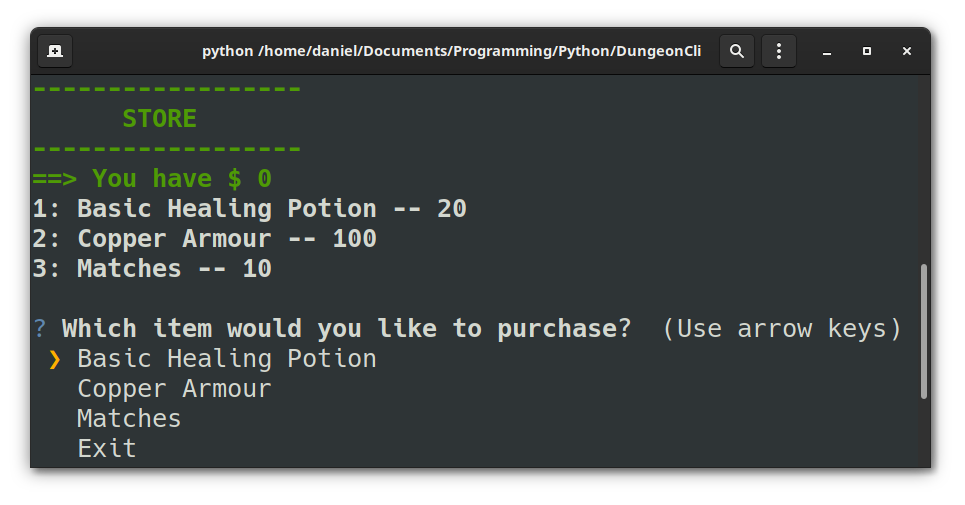 python /home/daniel/Documents/Programming/Python/DungeonCli
------------------
STORE
------------------
==> You have $ 0
1: Basic Healing Potion -- 20
2: Copper Armour -- 100
3: Matches -- 10
? Which item would you like to purchase?  (Use arrow keys)
❯ Basic Healing Potion
Copper Armour
Matches
Exit